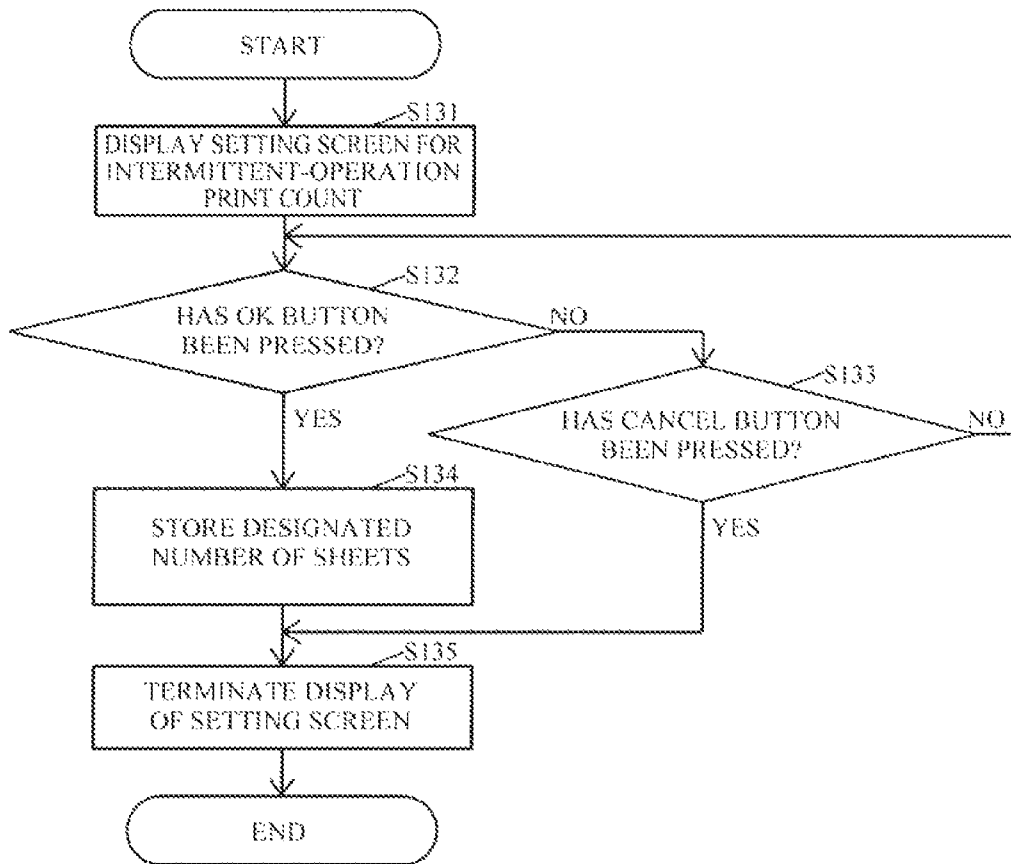 START
S131
DISPLAY SETTING SCREEN FOR
INTERMITTENT-OPERATION
PRINT COUNT
S132
HAS OK BUTTON
BEEN PRESSED?
NO
S133
HAS CANCEL BUTTON
BEEN PRESSED?
NO
YES
S134
STORE DESIGNATED
NUMBER OF SHEETS
YES
S135
TERMINATE DISPLAY
OF SETTING SCREEN
END